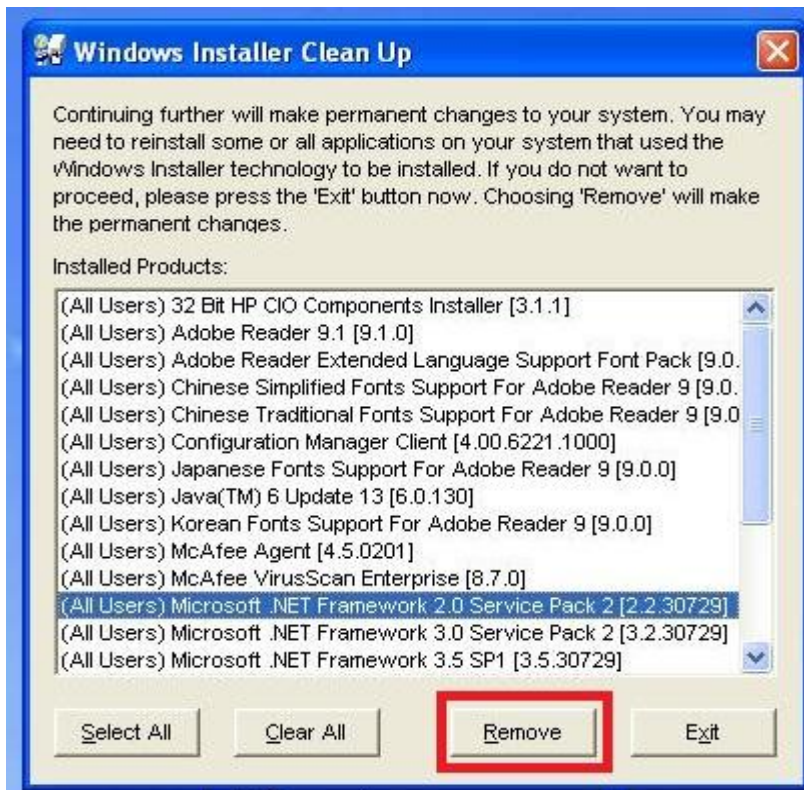 Windows Installer Clean Up
Continuing further will make permanent changes to your system. You may
need to reinstall some or all applications on your system that used the
Windows Installer technology to be installed. If you do not want to
proceed, please press the 'Exit' button now. Choosing 'Remove' will make
the permanent changes.
Installed Products:
(All Users) 32 Bit HP CIO Components Installer [3.1.1]
(All Users) Adobe Reader 9.1 [9.1.0]
(All Users) Adobe Reader Extended Language Support Font Pack [9.0.
(All Users) Chinese Simplified Fonts Support For Adobe Reader 9 [9.0.
(All Users) Chinese Traditional Fonts Support For Adobe Reader 9 [9.0
(All Users) Configuration Manager Client [4.00.6221.1000]
(All Users) Japanese Fonts Support For Adobe Reader 9 [9.0.0]
(All Users) Java(TM) 6 Update 13 [6.0.130]
(All Users) Korean Fonts Support For Adobe Reader 9 [9.0.0]
(All Users) McAfee Agent [4.5.0201]
(All Users) McAfee VirusScan Enterprise [8.7.0]
(All Users) Microsoft .NET Framework 2.0 Service Pack 2 [2.2.30729]
(All Users) Microsoft .NET Framework 3.0 Service Pack 2 [3.2.30729]
(All Users) Microsoft .NET Framework 3.5 SP1 [3.5.30729]
Select All Clear All Remove Exit